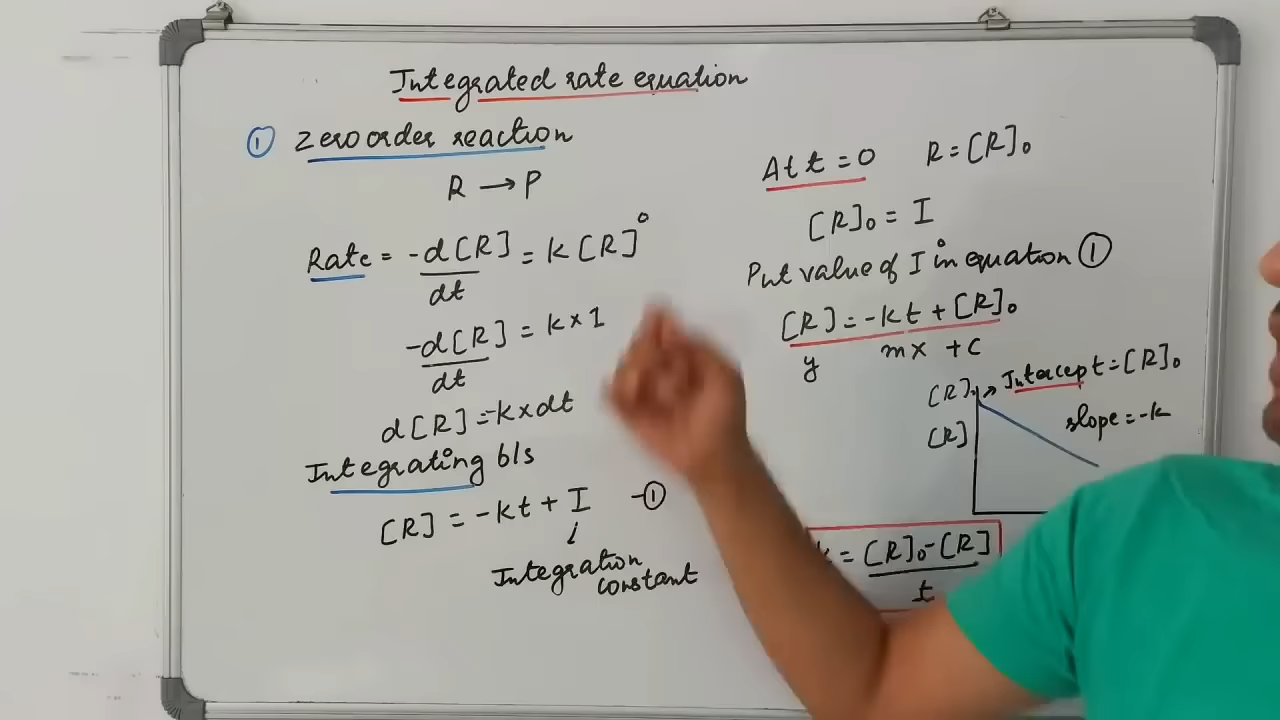 Integrated rate equation
① Zero order reaction
R → P
Rate = -d[R]/dt = k[R]⁰
-d[R]/dt = k×1
d[R] = -k×dt
Integrating b/s
[R] = -kt + I -①
Integration
constant
At t = 0 R = [R]₀
[R]₀ = I
Put value of I in equation ①
[R] = -kt + [R]₀
y mx + c
[R]₀ → Intercept = [R]₀
[R] slope = -k
= [R]₀-[R]/t